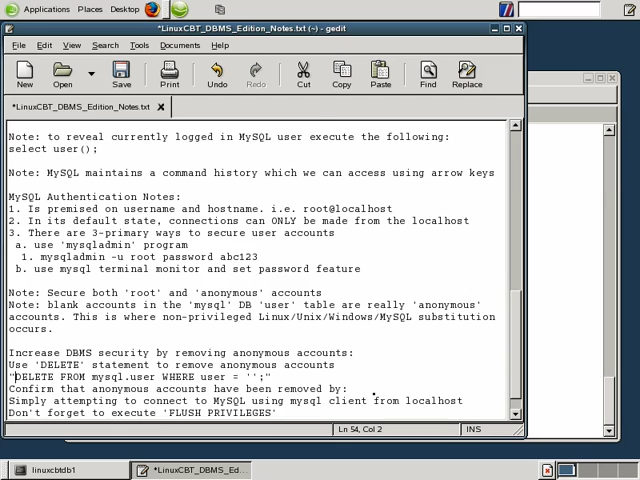 Applications Places Desktop
*LinuxCBT_DBMS_Edition_Notes.txt (~) - gedit
File Edit View Search Tools Documents Help
New Open Save Print Undo Redo Cut Copy Paste Find Replace
*LinuxCBT_DBMS_Edition_Notes.txt
Note: to reveal currently logged in MySQL user execute the following:
select user();
Note: MySQL maintains a command history which we can access using arrow keys
MySQL Authentication Notes:
1. Is premised on username and hostname. i.e. root@localhost
2. In its default state, connections can ONLY be made from the localhost
3. There are 3-primary ways to secure user accounts
a. use 'mysqladmin' program
1. mysqladmin -u root password abc123
b. use mysql terminal monitor and set password feature
Note: Secure both 'root' and 'anonymous' accounts
Note: blank accounts in the 'mysql' DB 'user' table are really 'anonymous'
accounts. This is where non-privileged Linux/Unix/Windows/MySQL substitution
occurs.
Increase DBMS security by removing anonymous accounts:
Use 'DELETE' statement to remove anonymous accounts
"DELETE FROM mysql.user WHERE user = '';"
Confirm that anonymous accounts have been removed by:
Simply attempting to connect to MySQL using mysql client from localhost
Don't forget to execute 'FLUSH PRIVILEGES'
Ln 54, Col 2 INS
linuxcbtdb1 *LinuxCBT_DBMS_Ed...